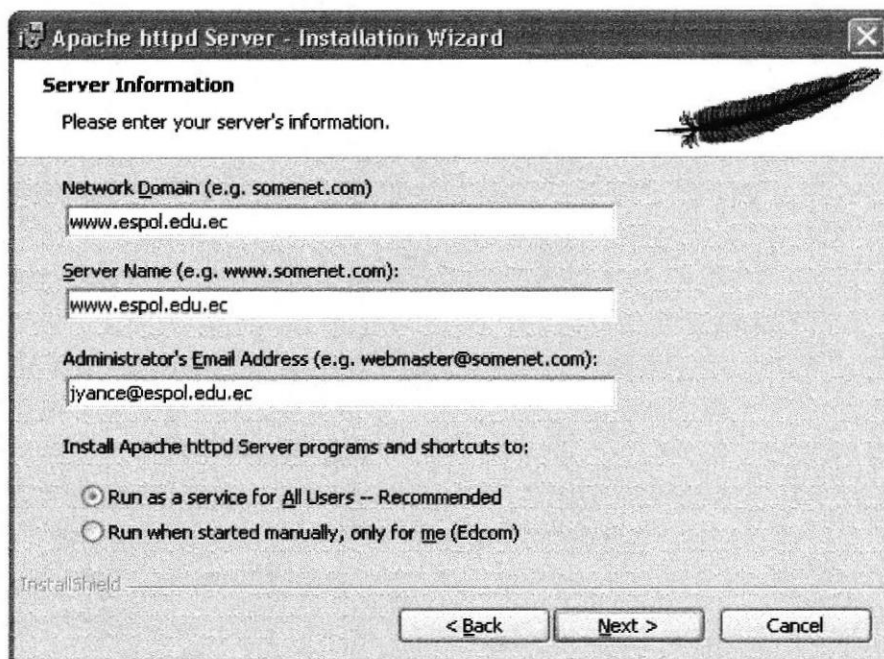 Apache httpd Server - Installation Wizard
Server Information
Please enter your server's information.
Network Domain (e.g. somenet.com)
www.espol.edu.ec
Server Name (e.g. www.somenet.com):
www.espol.edu.ec
Administrator's Email Address (e.g. webmaster@somenet.com):
jyance@espol.edu.ec
Install Apache httpd Server programs and shortcuts to:
Run as a service for All Users -- Recommended
Run when started manually, only for me (Edcom)
InstallShield
< Back Next > Cancel